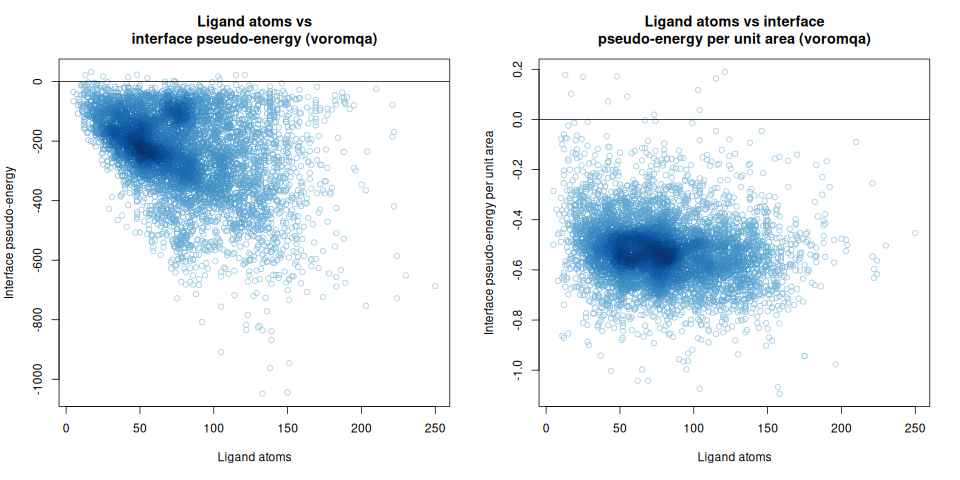 Ligand atoms vs
interface pseudo-energy (voromqa)
Interface pseudo-energy
0
-200
-400
-600
-800
-1000
0 50 100 150 200 250
Ligand atoms
Ligand atoms vs interface
pseudo-energy per unit area (voromqa)
Interface pseudo-energy per unit area
0.2
0.0
-0.2
-0.4
-0.6
-0.8
-1.0
0 50 100 150 200 250
Ligand atoms